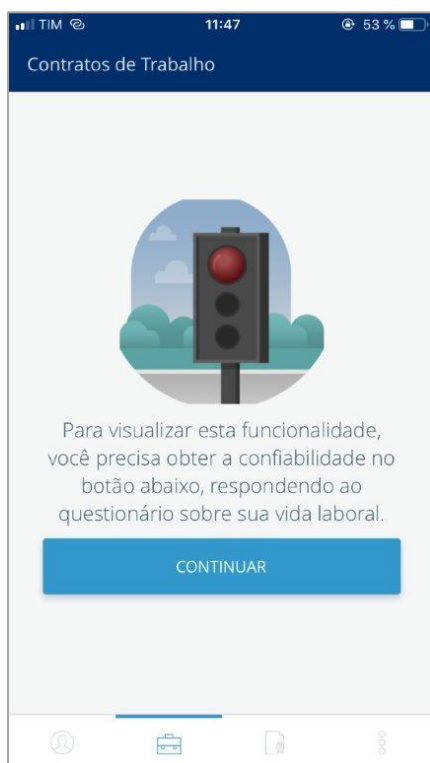 TIM 11:47 53 %
Contratos de Trabalho
Para visualizar esta funcionalidade,
você precisa obter a confiabilidade no
botão abaixo, respondendo ao
questionário sobre sua vida laboral.
CONTINUAR